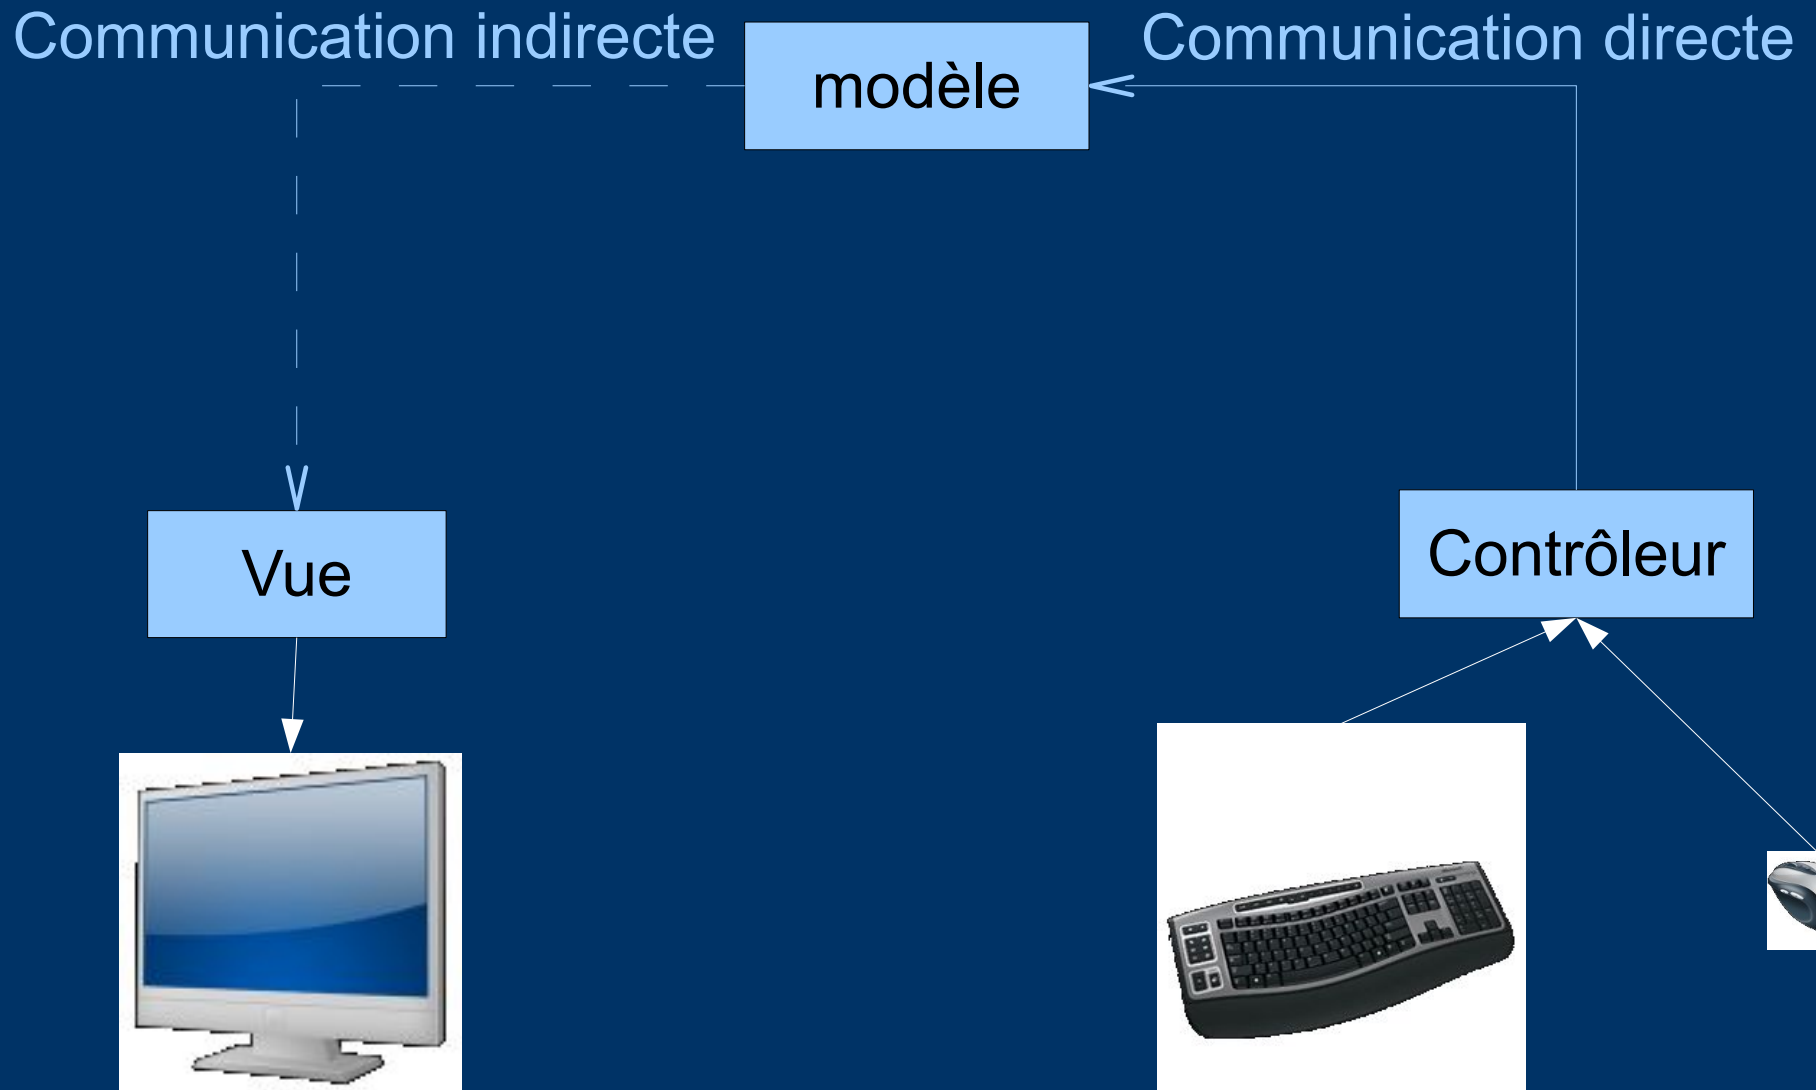 Communication indirecte
modèle
Communication directe
Vue
Contrôleur